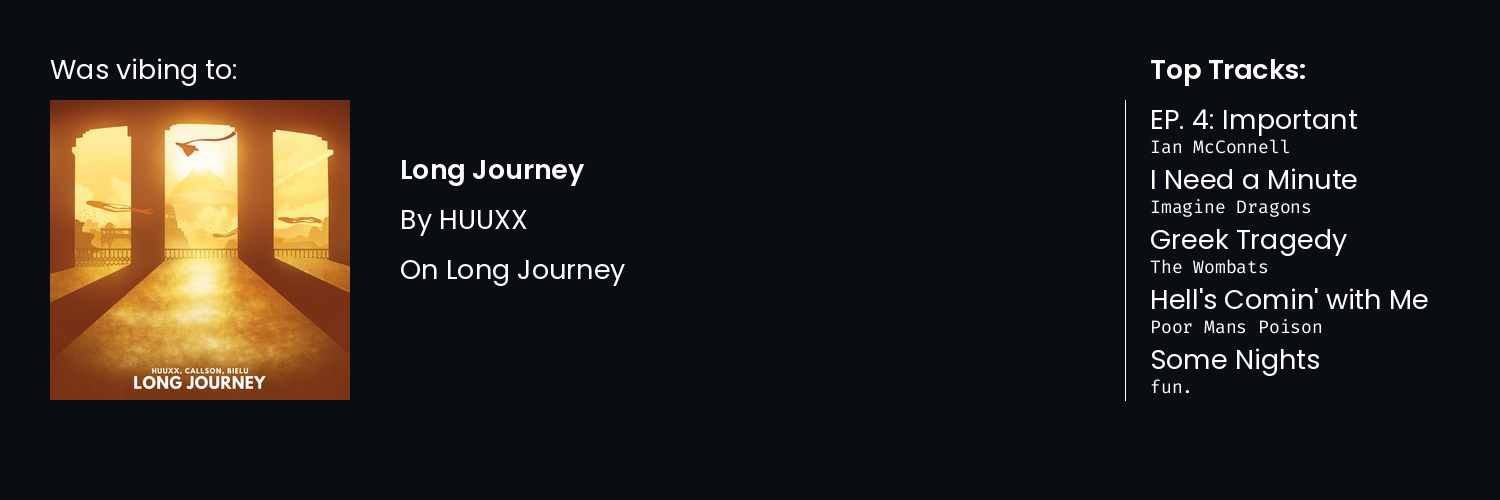 Was vibing to:
HUUXX, CALLSON, BIELU
LONG JOURNEY
Long Journey
By HUUXX
On Long Journey
Top Tracks:
EP. 4: Important
Ian McConnell
I Need a Minute
Imagine Dragons
Greek Tragedy
The Wombats
Hell's Comin' with Me
Poor Mans Poison
Some Nights
fun.